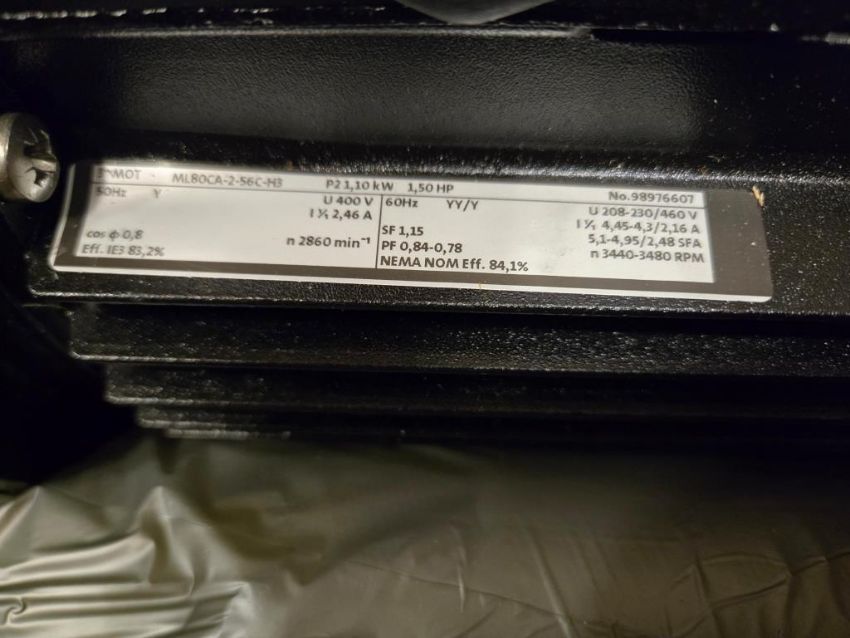 3~MOT ML80CA-2-56C-H3 P2 1,10 kW 1,50 HP No.98976607
50Hz Y
U 400 V
I ⅟₁ 2,46 A
cos φ 0,8
n 2860 min⁻¹
Eff. IE3 83,2%
60Hz YY/Y
U 208-230/460 V
I ⅟₁ 4,45-4,3/2,16 A
SF 1,15
5,1-4,95/2,48 SFA
PF 0,84-0,78
n 3440-3480 RPM
NEMA NOM Eff. 84,1%